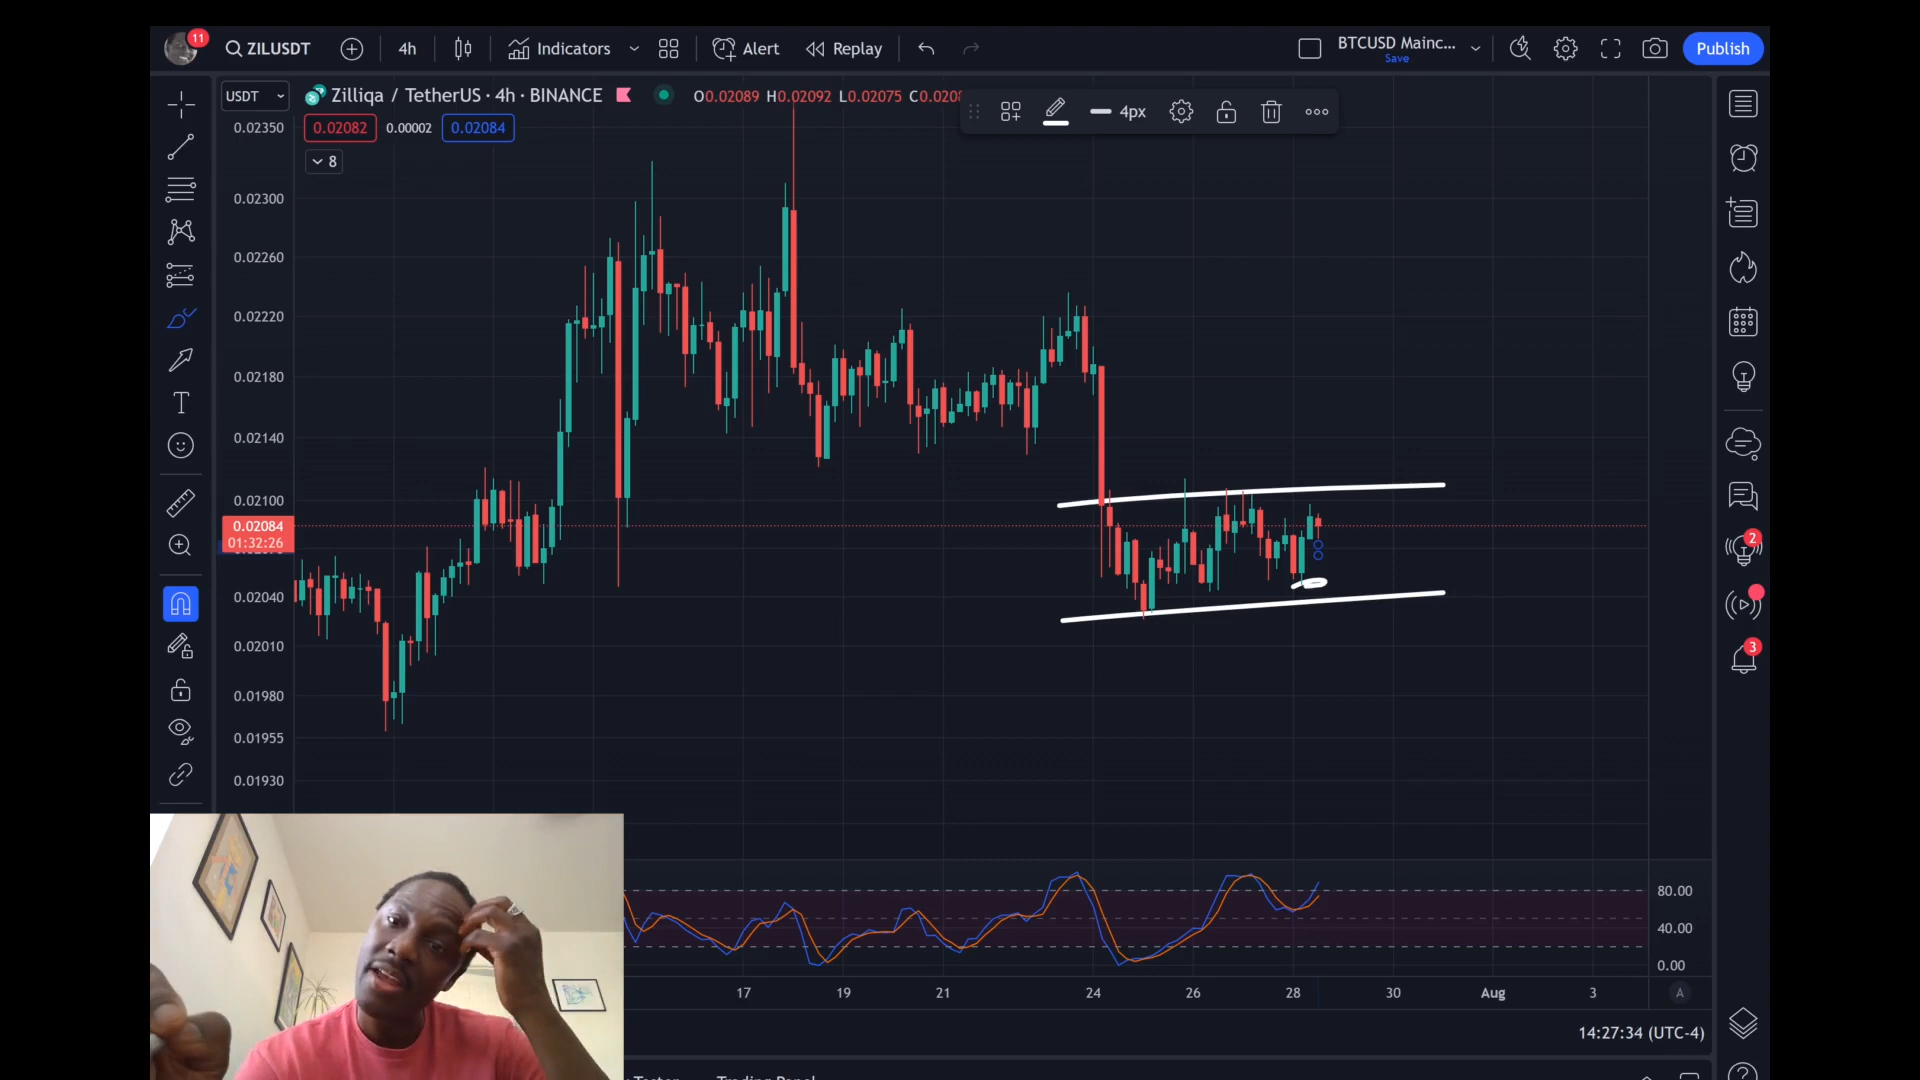 11
ZILUSDT
4h
Indicators
Alert
Replay
BTCUSD Mainc...
Save
Publish
USDT
Zilliqa / TetherUS · 4h · BINANCE
O0.02089 H0.02092 L0.02075
0.02082
0.00002
0.02084
8
4px
0.02350
0.02300
0.02260
0.02220
0.02180
0.02140
0.02100
0.02084
01:32:26
0.02040
0.02010
0.01980
0.01955
0.01930
2
3
80.00
40.00
0.00
17
19
21
24
26
28
30
Aug
3
A
14:27:34 (UTC-4)